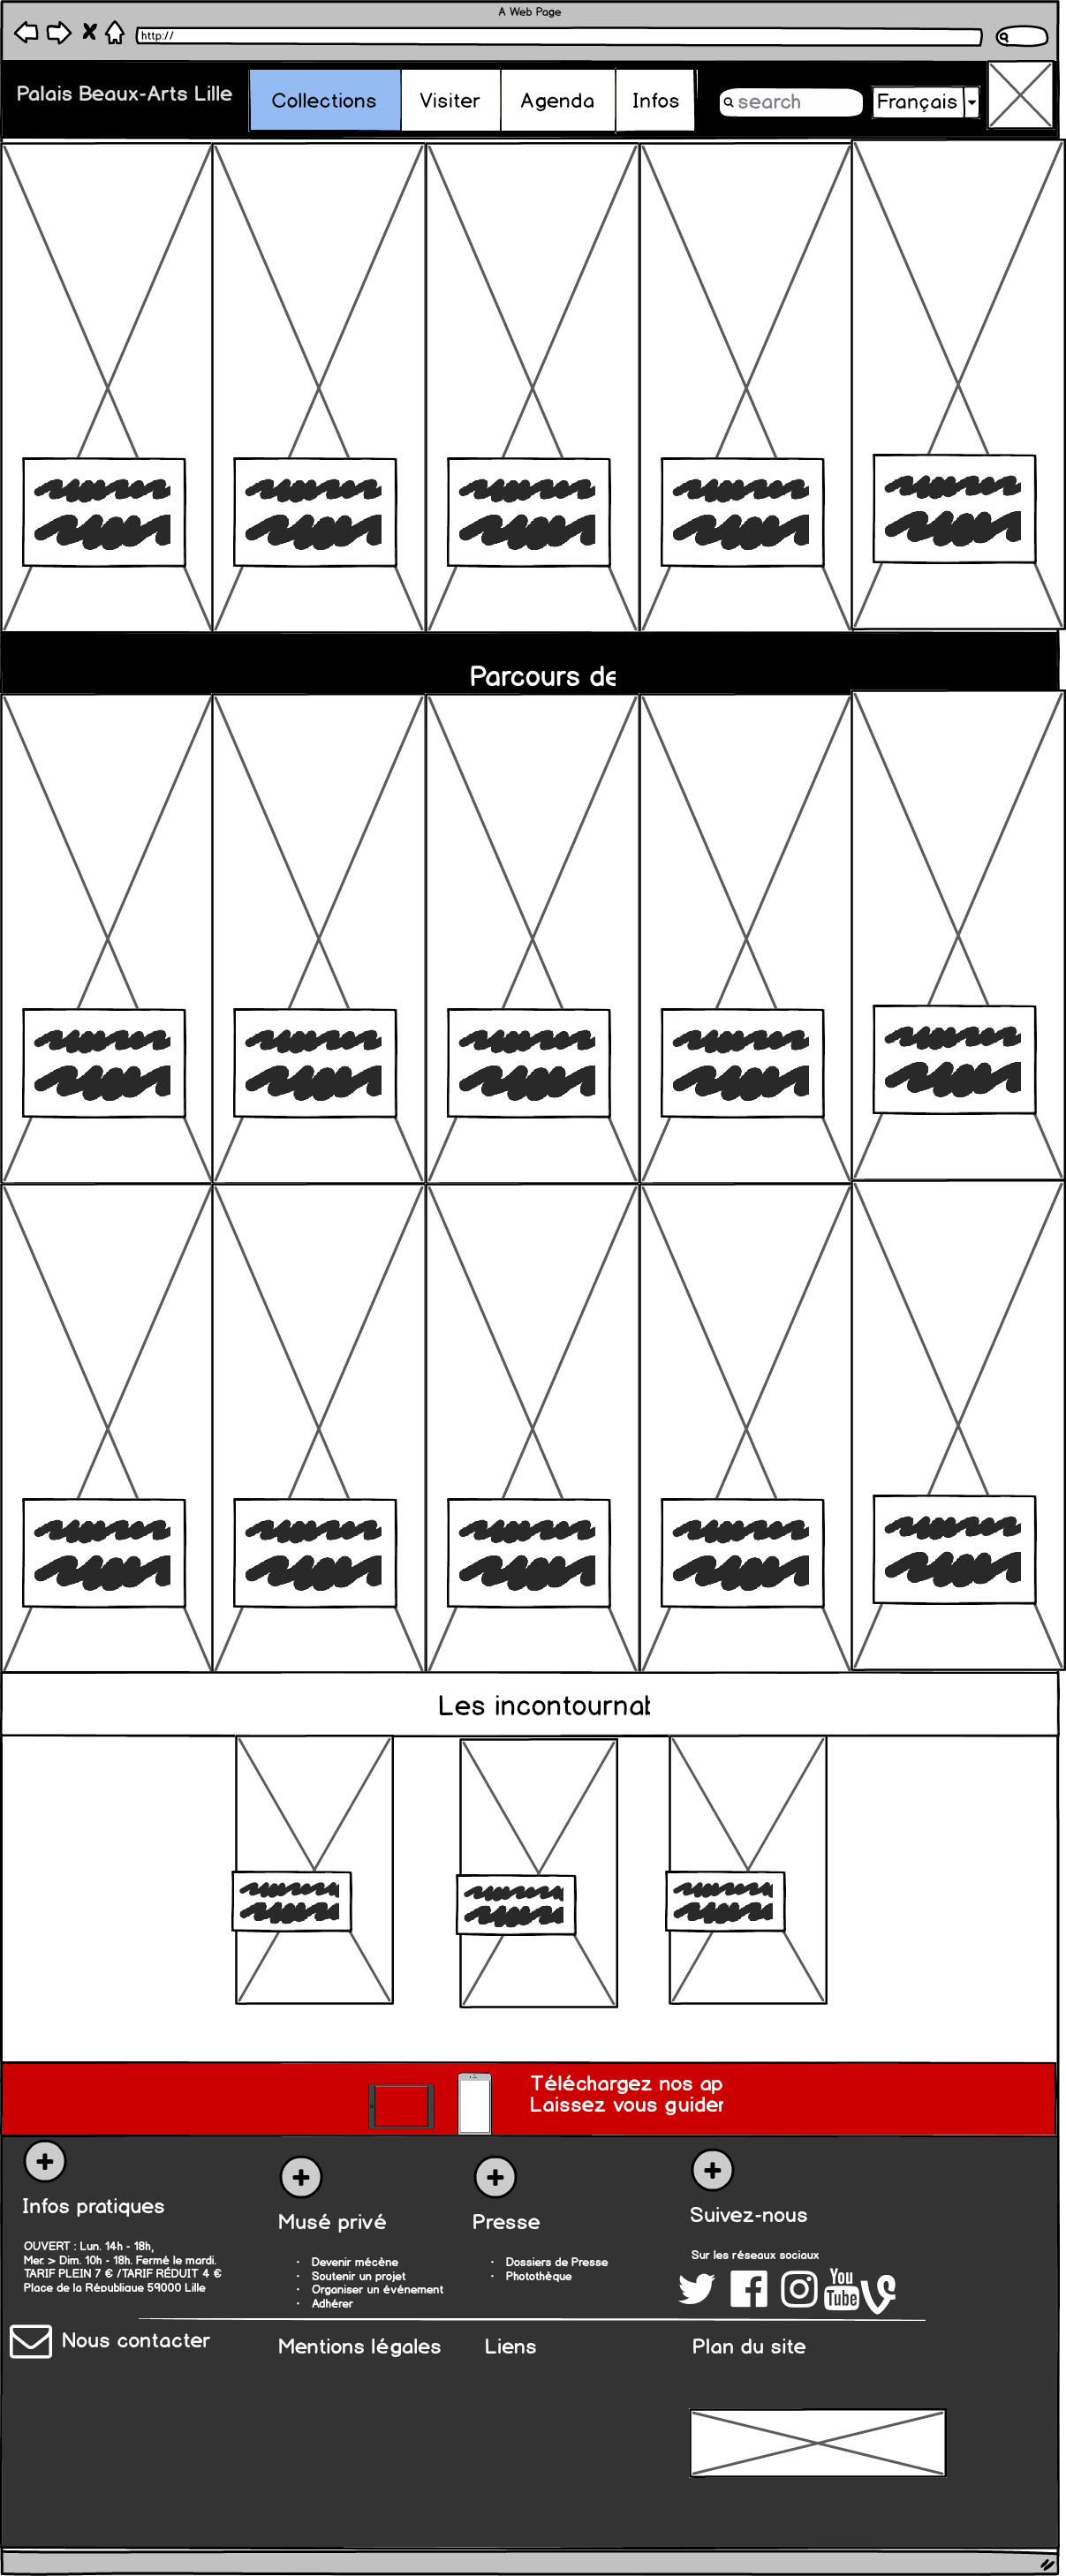 A Web Page
http://
Palais Beaux-Arts Lille
Collections
Visiter
Agenda
Infos
search
Français
Parcours de
Les incontournab
Téléchargez nos ap
Laissez vous guider
Infos pratiques
OUVERT : Lun. 14h - 18h,
Mer. > Dim. 10h - 18h. Fermé le mardi.
TARIF PLEIN 7 € /TARIF RÉDUIT 4 €
Place de la République 59000 Lille
Musé privé
• Devenir mécène
• Soutenir un projet
• Organiser un événement
• Adhérer
Presse
• Dossiers de Presse
• Photothèque
Suivez-nous
Sur les réseaux sociaux
You
Tube
Nous contacter
Mentions légales
Liens
Plan du site